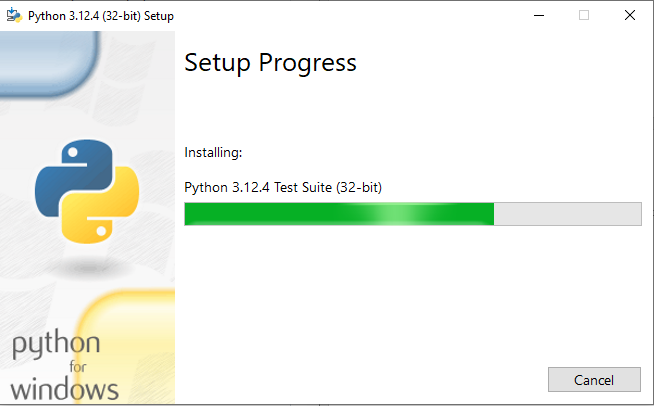 Python 3.12.4 (32-bit) Setup
Setup Progress
Installing:
Python 3.12.4 Test Suite (32-bit)
python
for
windows
Cancel